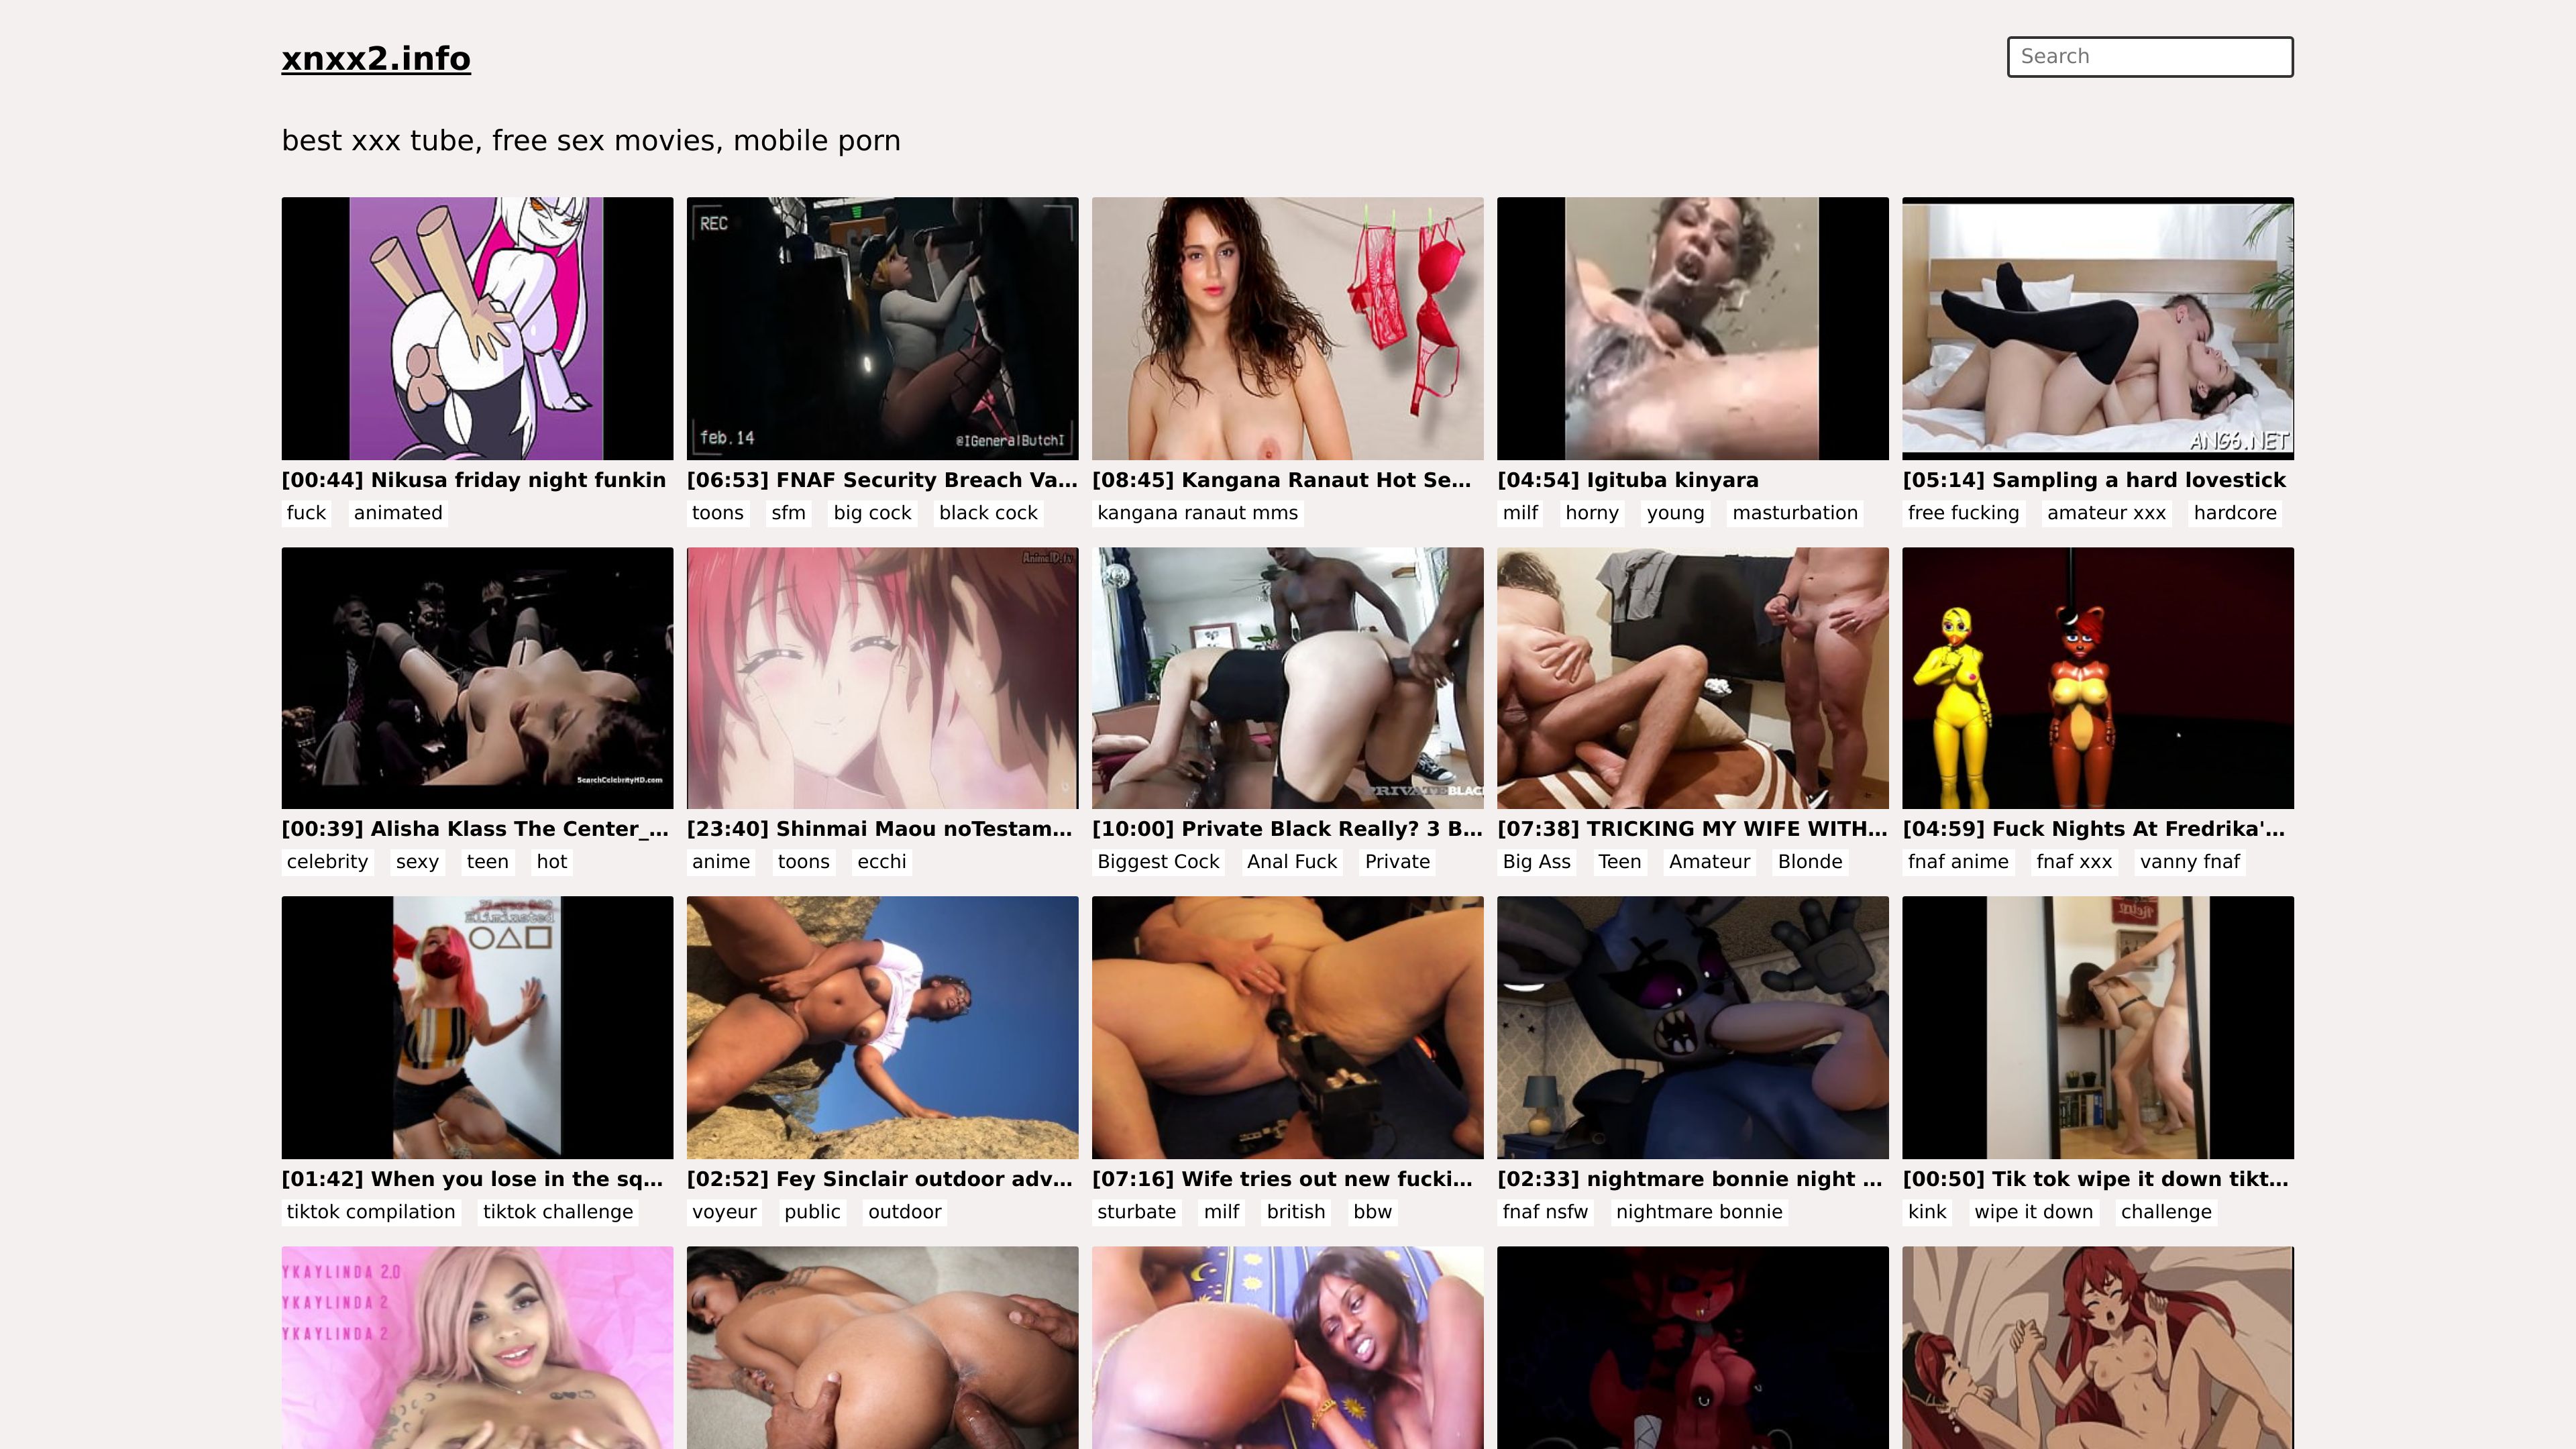 xnxx2.info
Search
best xxx tube, free sex movies, mobile porn
REC
feb.14
@IGeneralButchI
ANG6.NET
[00:44] Nikusa friday night funkin
[06:53] FNAF Security Breach Va...
[08:45] Kangana Ranaut Hot Se...
[04:54] Igituba kinyara
[05:14] Sampling a hard lovestick
fuck animated
toons sfm big cock black cock
kangana ranaut mms
milf horny young masturbation
free fucking amateur xxx hardcore
AnimeID.tv
SearchCelebrityHD.com
PRIVATEBLACK
[00:39] Alisha Klass The Center_...
[23:40] Shinmai Maou noTestam...
[10:00] Private Black Really? 3 B...
[07:38] TRICKING MY WIFE WITH...
[04:59] Fuck Nights At Fredrika'...
celebrity sexy teen hot
anime toons ecchi
Biggest Cock Anal Fuck Private
Big Ass Teen Amateur Blonde
fnaf anime fnaf xxx vanny fnaf
Eliminated
[01:42] When you lose in the sq...
[02:52] Fey Sinclair outdoor adv...
[07:16] Wife tries out new fucki...
[02:33] nightmare bonnie night ...
[00:50] Tik tok wipe it down tikt...
tiktok compilation tiktok challenge
voyeur public outdoor
sturbate milf british bbw
fnaf nsfw nightmare bonnie
kink wipe it down challenge
YKAYLINDA 2.0
YKAYLINDA 2
YKAYLINDA 2